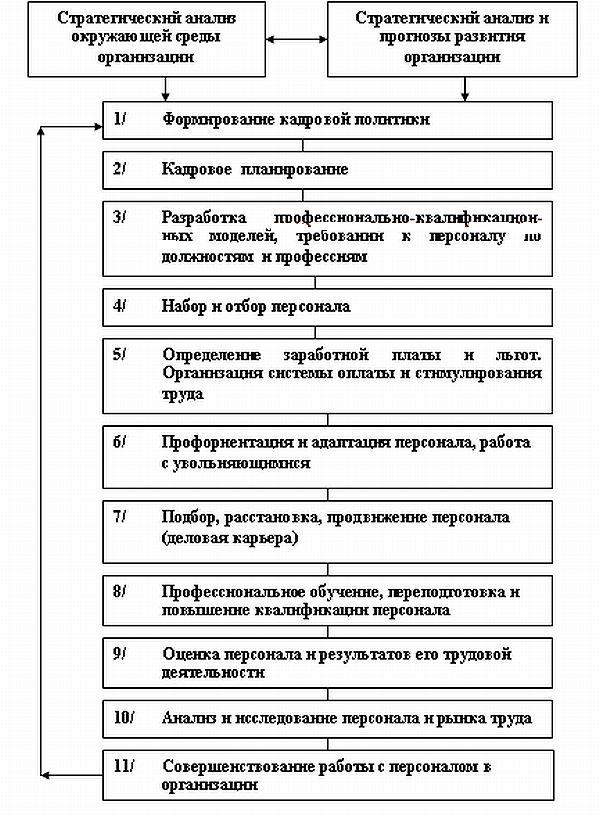 Стратегический анализ
окружающей среды
организации
Стратегический анализ и
прогнозы развития
организации
1/ Формирование кадровой политики
2/ Кадровое планирование
3/ Разработка профессионально-квалификацион-
ных моделей, требований к персоналу по
должностям и профессиям
4/ Набор и отбор персонала
5/ Определение заработной платы и льгот.
Организация системы оплаты и стимулирования
труда
6/ Профориентация и адаптация персонала, работа
с увольняющимися
7/ Подбор, расстановка, продвижение персонала
(деловая карьера)
8/ Профессиональное обучение, переподготовка и
повышение квалификации персонала
9/ Оценка персонала и результатов его трудовой
деятельности
10/ Анализ и исследование персонала и рынка труда
11/ Совершенствование работы с персоналом в
организации